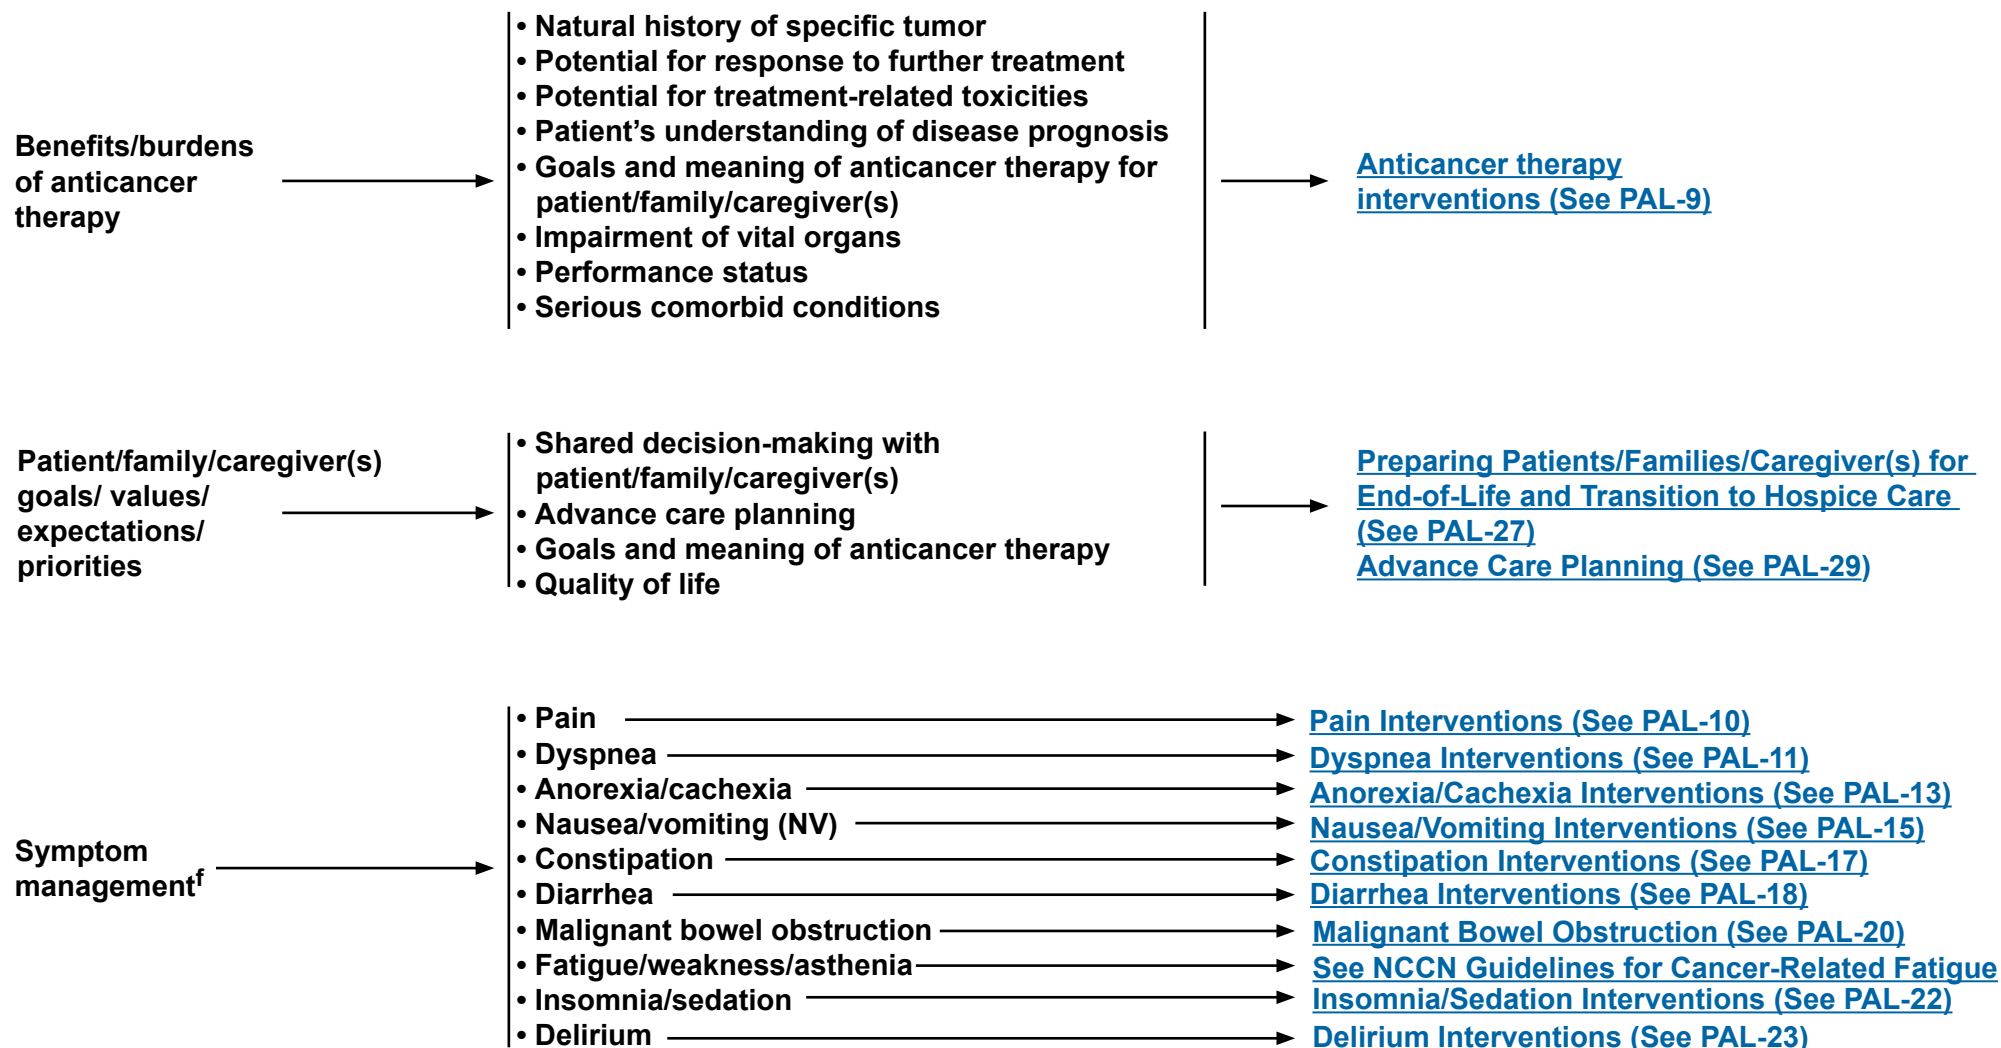 Benefits/burdens
of anticancer
therapy
• Natural history of specific tumor
• Potential for response to further treatment
• Potential for treatment-related toxicities
• Patient's understanding of disease prognosis
• Goals and meaning of anticancer therapy for
patient/family/caregiver(s)
• Impairment of vital organs
• Performance status
• Serious comorbid conditions
Anticancer therapy
interventions (See PAL-9)
Patient/family/caregiver(s)
goals/ values/
expectations/
priorities
• Shared decision-making with
patient/family/caregiver(s)
• Advance care planning
• Goals and meaning of anticancer therapy
• Quality of life
Preparing Patients/Families/Caregiver(s) for
End-of-Life and Transition to Hospice Care
(See PAL-27)
Advance Care Planning (See PAL-29)
Symptom
managementf
• Pain
Pain Interventions (See PAL-10)
• Dyspnea
Dyspnea Interventions (See PAL-11)
• Anorexia/cachexia
Anorexia/Cachexia Interventions (See PAL-13)
• Nausea/vomiting (NV)
Nausea/Vomiting Interventions (See PAL-15)
• Constipation
Constipation Interventions (See PAL-17)
• Diarrhea
Diarrhea Interventions (See PAL-18)
• Malignant bowel obstruction
Malignant Bowel Obstruction (See PAL-20)
• Fatigue/weakness/asthenia
See NCCN Guidelines for Cancer-Related Fatigue
• Insomnia/sedation
Insomnia/Sedation Interventions (See PAL-22)
• Delirium
Delirium Interventions (See PAL-23)